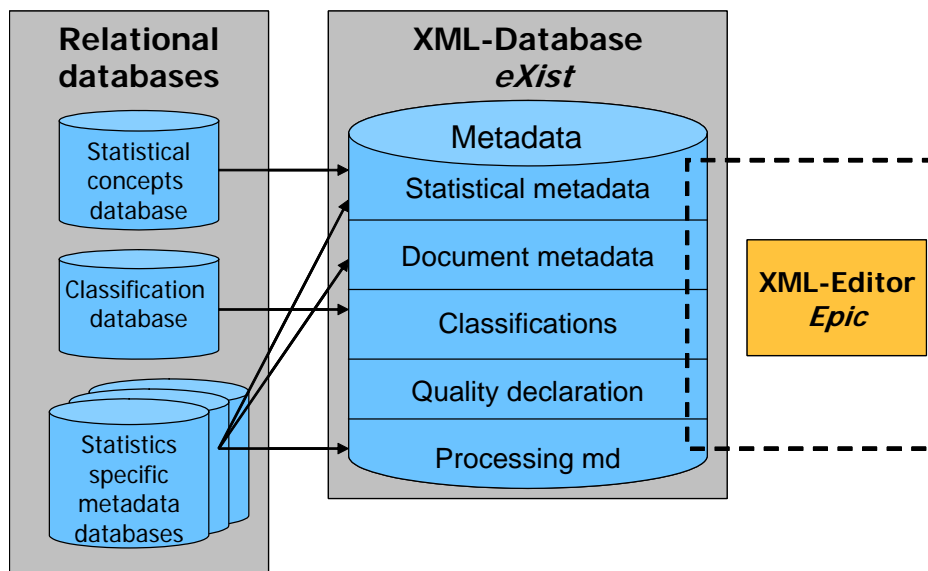 Relational
databases
Statistical
concepts
database
Classification
database
Statistics
specific
metadata
databases
XML-Database
eXist
Metadata
Statistical metadata
Document metadata
Classifications
Quality declaration
Processing md
XML-Editor
Epic